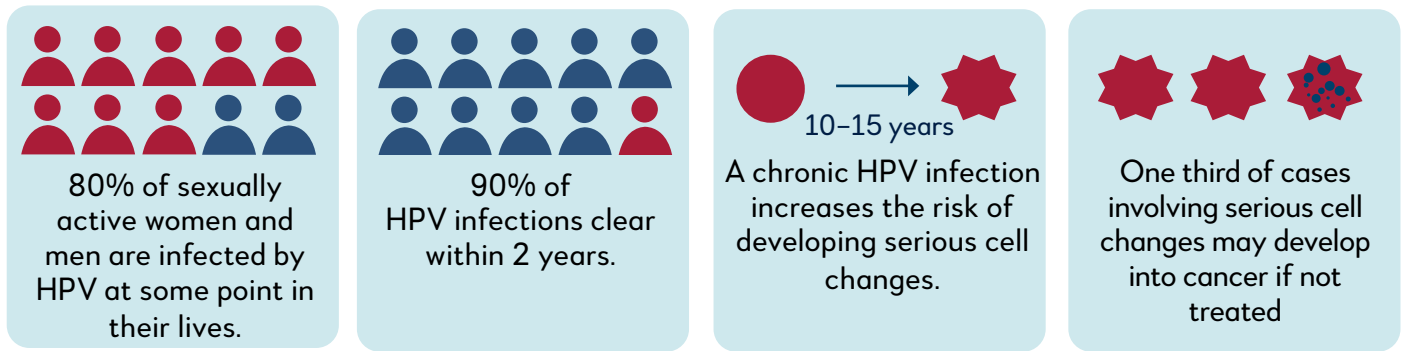 80% of sexually
active women and
men are infected by
HPV at some point in
their lives.
90% of
HPV infections clear
within 2 years.
10–15 years
A chronic HPV infection
increases the risk of
developing serious cell
changes.
One third of cases
involving serious cell
changes may develop
into cancer if not
treated